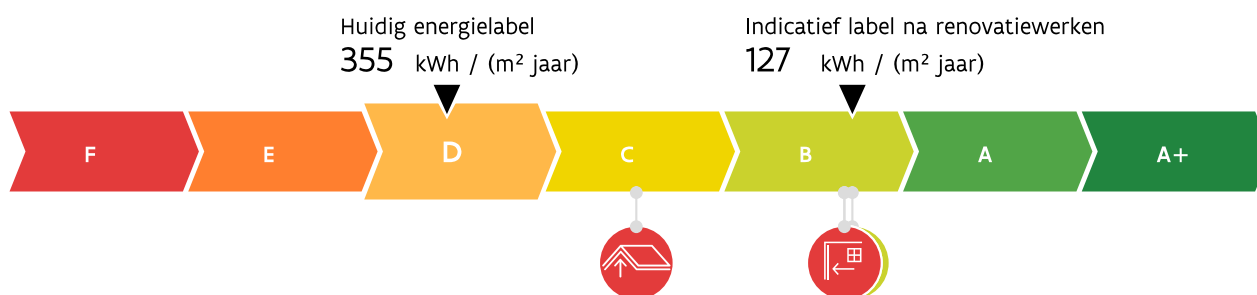 Huidig energielabel
355 kWh / (m² jaar)
Indicatief label na renovatiewerken
127 kWh / (m² jaar)
F E D C B A A+